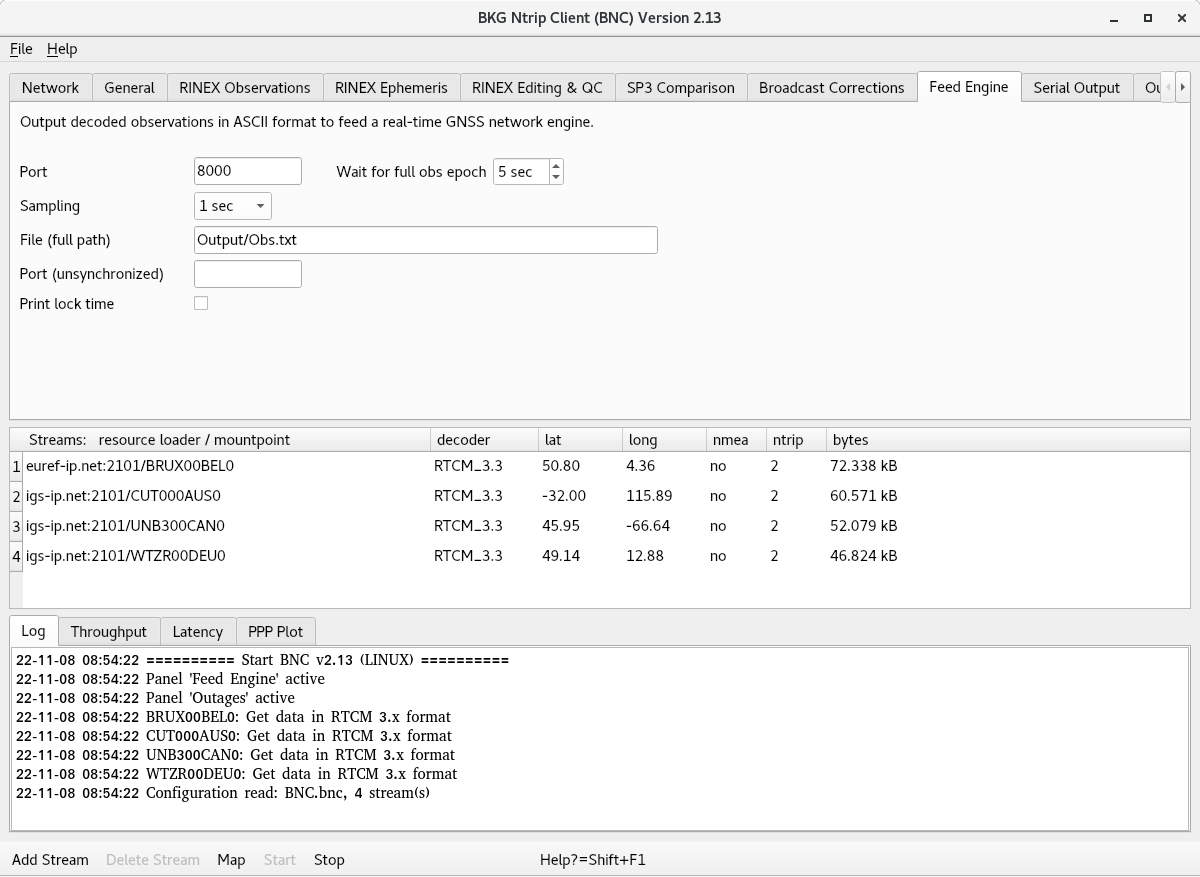 BKG Ntrip Client (BNC) Version 2.13
File Help
Network General RINEX Observations RINEX Ephemeris RINEX Editing & QC SP3 Comparison Broadcast Corrections Feed Engine Serial Output Ou
Output decoded observations in ASCII format to feed a real-time GNSS network engine.
Port 8000 Wait for full obs epoch 5 sec
Sampling 1 sec
File (full path) Output/Obs.txt
Port (unsynchronized)
Print lock time
Streams: resource loader / mountpoint decoder lat long nmea ntrip bytes
1 euref-ip.net:2101/BRUX00BEL0 RTCM_3.3 50.80 4.36 no 2 72.338 kB
2 igs-ip.net:2101/CUT000AUS0 RTCM_3.3 -32.00 115.89 no 2 60.571 kB
3 igs-ip.net:2101/UNB300CAN0 RTCM_3.3 45.95 -66.64 no 2 52.079 kB
4 igs-ip.net:2101/WTZR00DEU0 RTCM_3.3 49.14 12.88 no 2 46.824 kB
Log Throughput Latency PPP Plot
22-11-08 08:54:22 ========== Start BNC v2.13 (LINUX) ==========
22-11-08 08:54:22 Panel 'Feed Engine' active
22-11-08 08:54:22 Panel 'Outages' active
22-11-08 08:54:22 BRUX00BEL0: Get data in RTCM 3.x format
22-11-08 08:54:22 CUT000AUS0: Get data in RTCM 3.x format
22-11-08 08:54:22 UNB300CAN0: Get data in RTCM 3.x format
22-11-08 08:54:22 WTZR00DEU0: Get data in RTCM 3.x format
22-11-08 08:54:22 Configuration read: BNC.bnc, 4 stream(s)
Add Stream Delete Stream Map Start Stop Help?=Shift+F1